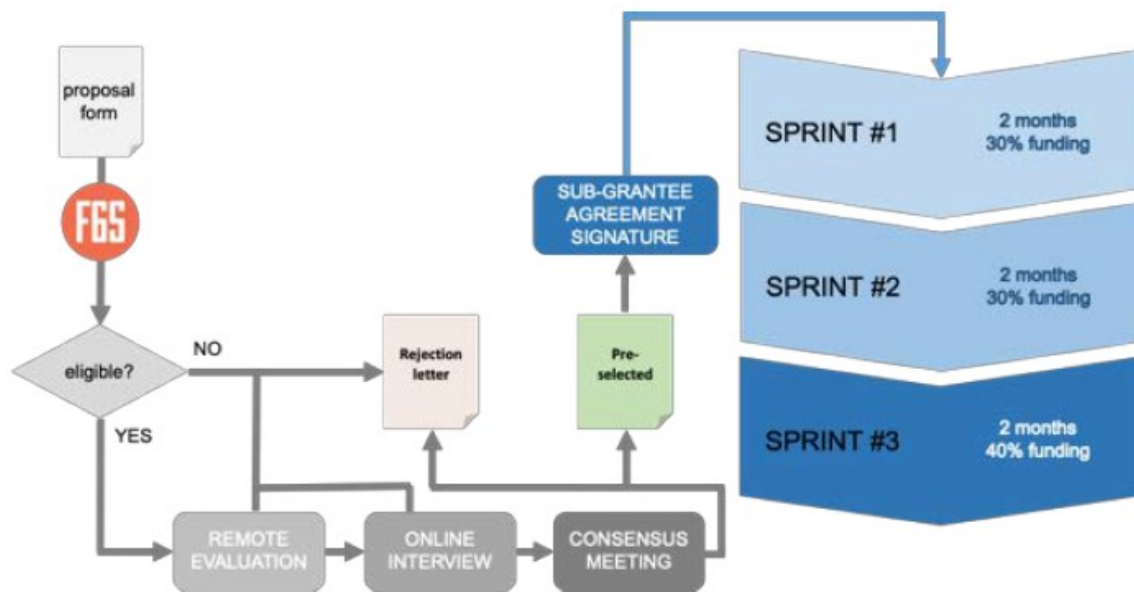 proposal
form
F6S
eligible?
NO
YES
Rejection
letter
Pre-
selected
REMOTE
EVALUATION
ONLINE
INTERVIEW
CONSENSUS
MEETING
SUB-GRANTEE
AGREEMENT
SIGNATURE
SPRINT #1
2 months
30% funding
SPRINT #2
2 months
30% funding
SPRINT #3
2 months
40% funding